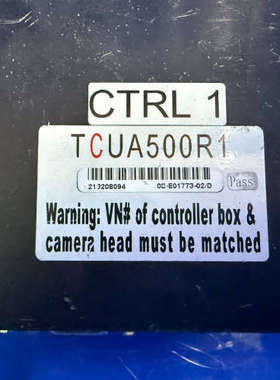 CTRL 1
TCUA500R1
213208094 0C-E01773-02/D Pass
Warning: VN# of controller box &
camera head must be matched